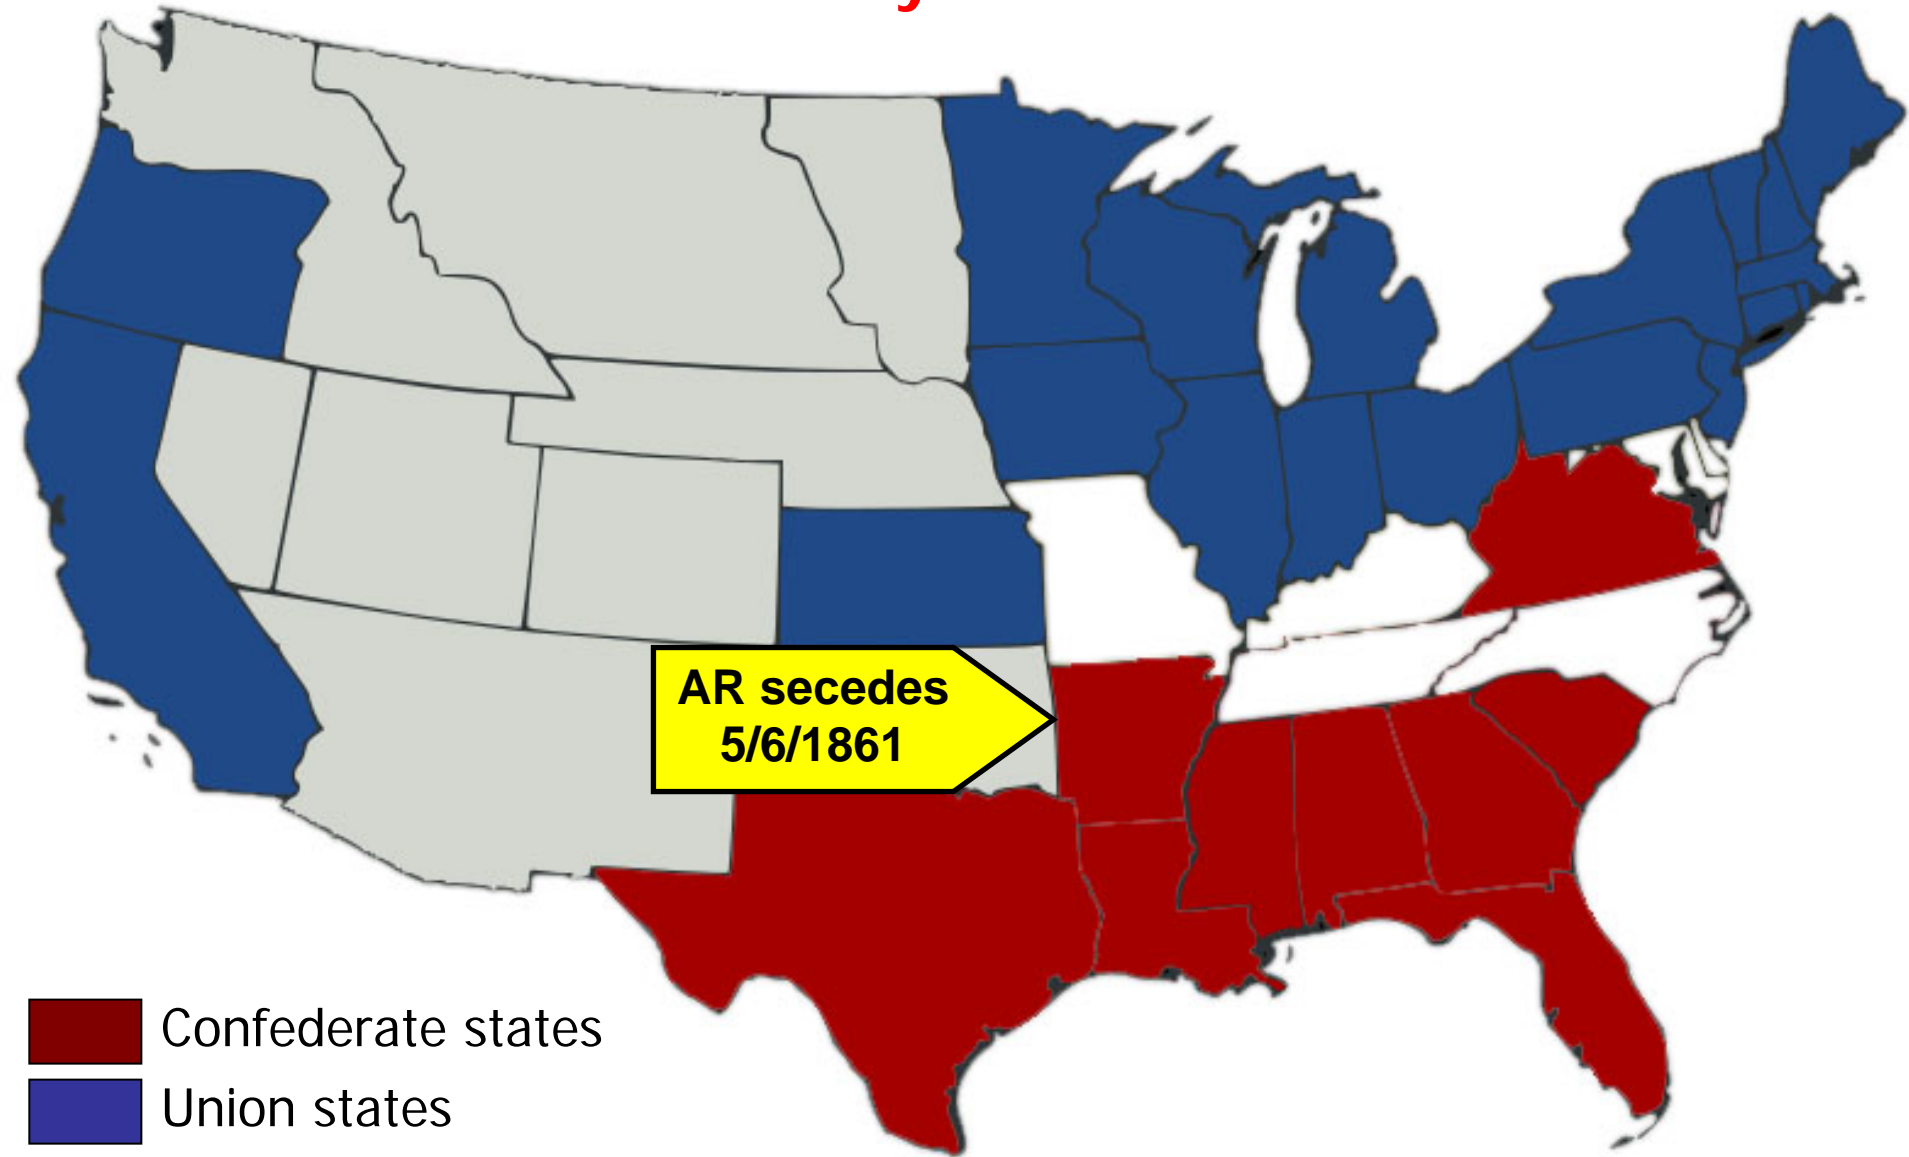 AR secedes
5/6/1861
Confederate states
Union states